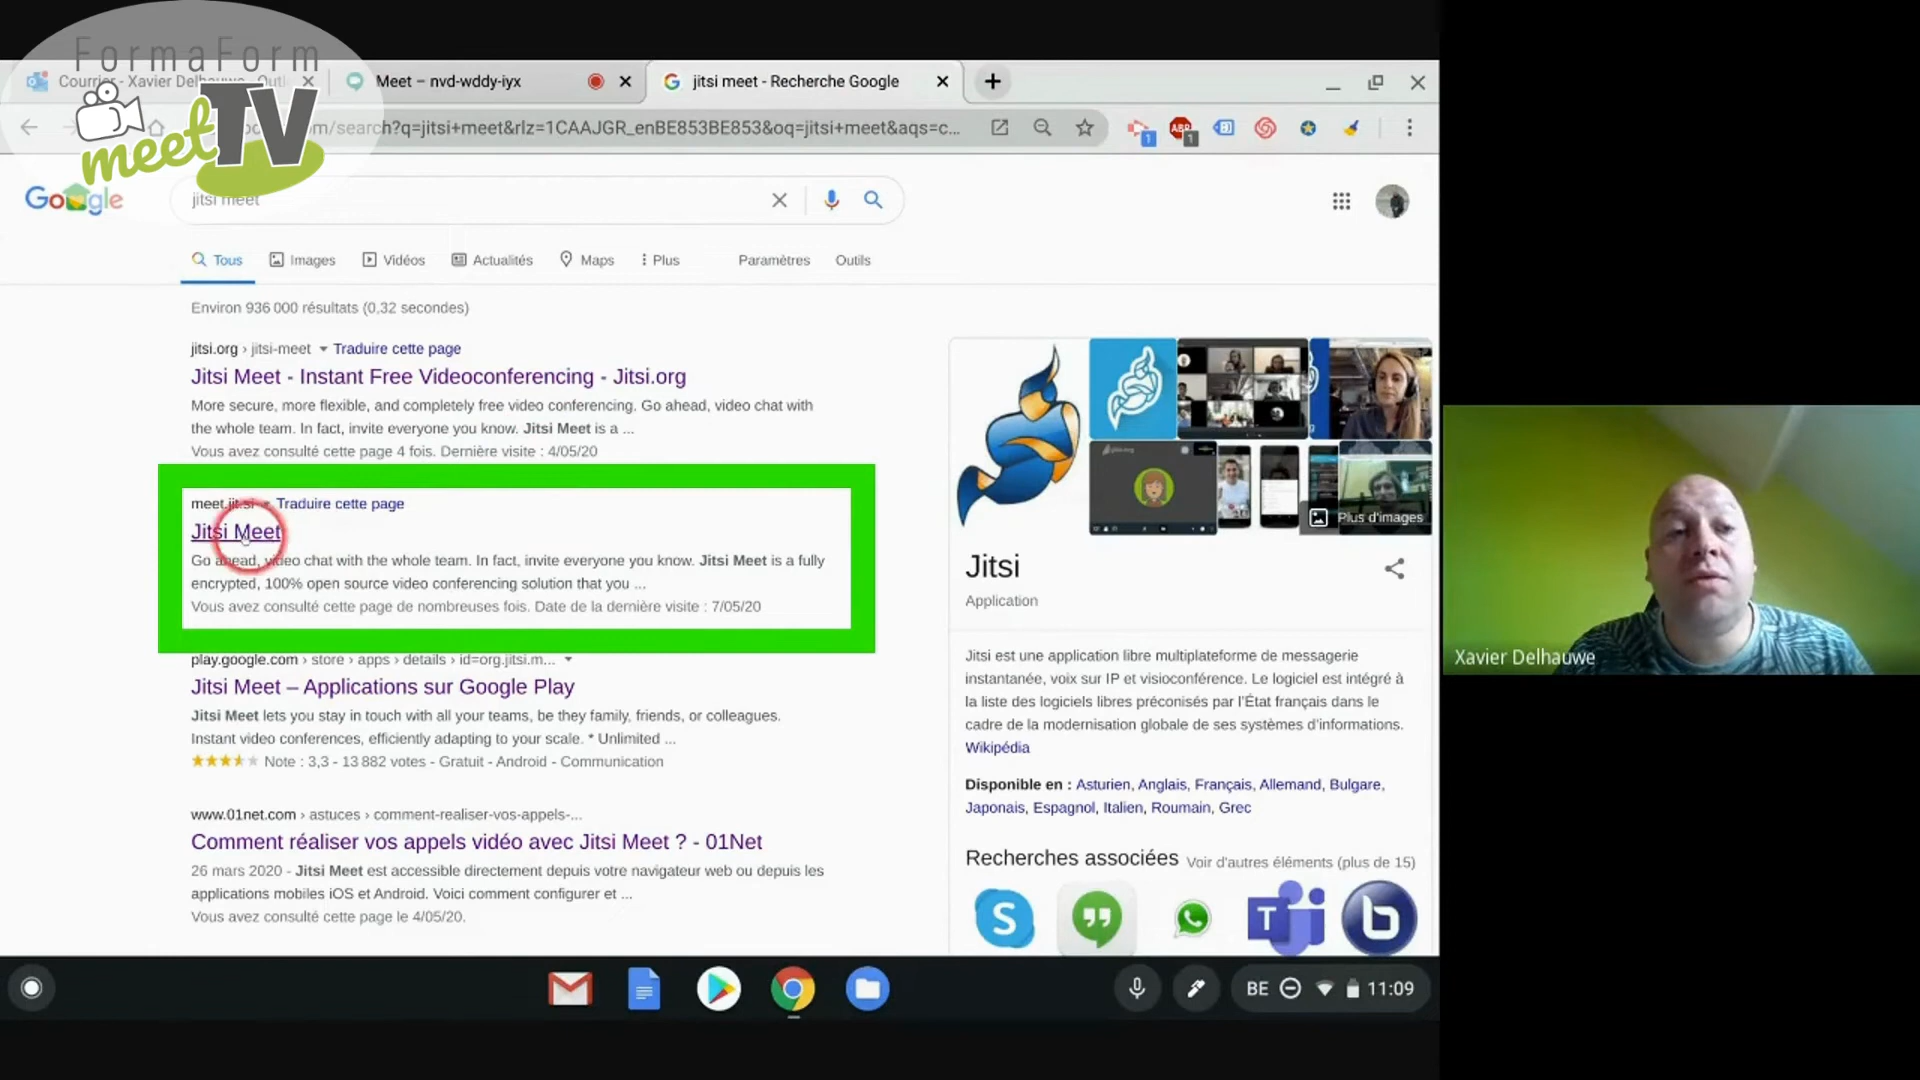 FormaForm
meetTV
Courrier - Xavier Delhauwe - Outl
Meet – nvd-wddy-iyx
jitsi meet - Recherche Google
om/search?q=jitsi+meet&rlz=1CAAJGR_enBE853BE853&oq=jitsi+meet&aqs=c...
Google
jitsi meet
Tous
Images
Vidéos
Actualités
Maps
Plus
Paramètres
Outils
Environ 936 000 résultats (0,32 secondes)
jitsi.org › jitsi-meet Traduire cette page
Jitsi Meet - Instant Free Videoconferencing - Jitsi.org
More secure, more flexible, and completely free video conferencing. Go ahead, video chat with
the whole team. In fact, invite everyone you know. Jitsi Meet is a ...
Vous avez consulté cette page 4 fois. Dernière visite : 4/05/20
meet.jit.si Traduire cette page
Jitsi Meet
Go ahead, video chat with the whole team. In fact, invite everyone you know. Jitsi Meet is a fully
encrypted, 100% open source video conferencing solution that you ...
Vous avez consulté cette page de nombreuses fois. Date de la dernière visite : 7/05/20
play.google.com › store › apps › details › id=org.jitsi.m...
Jitsi Meet – Applications sur Google Play
Jitsi Meet lets you stay in touch with all your teams, be they family, friends, or colleagues.
Instant video conferences, efficiently adapting to your scale. * Unlimited ...
Note : 3,3 - 13 882 votes - Gratuit - Android - Communication
www.01net.com › astuces › comment-realiser-vos-appels-...
Comment réaliser vos appels vidéo avec Jitsi Meet ? - 01Net
26 mars 2020 - Jitsi Meet est accessible directement depuis votre navigateur web ou depuis les
applications mobiles iOS et Android. Voici comment configurer et ...
Vous avez consulté cette page le 4/05/20.
Plus d'images
Jitsi
Application
Jitsi est une application libre multiplateforme de messagerie
instantanée, voix sur IP et visioconférence. Le logiciel est intégré à
la liste des logiciels libres préconisés par l'État français dans le
cadre de la modernisation globale de ses systèmes d'informations.
Wikipédia
Disponible en : Asturien, Anglais, Français, Allemand, Bulgare,
Japonais, Espagnol, Italien, Roumain, Grec
Recherches associées Voir d'autres éléments (plus de 15)
Xavier Delhauwe
BE
11:09